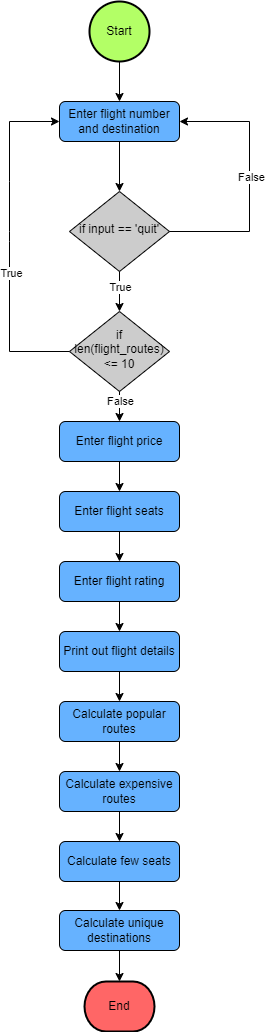 Start
Enter flight number
and destination
False
if input == 'quit'
True
True
if
len(flight_routes)
<= 10
False
Enter flight price
Enter flight seats
Enter flight rating
Print out flight details
Calculate popular
routes
Calculate expensive
routes
Calculate few seats
Calculate unique
destinations
End